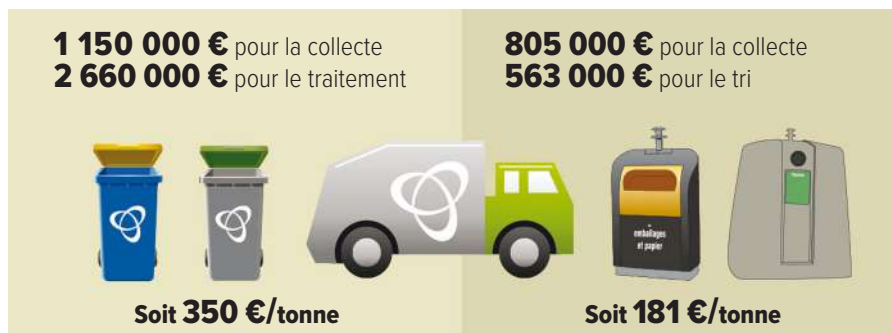 1 150 000 € pour la collecte
2 660 000 € pour le traitement
805 000 € pour la collecte
563 000 € pour le tri
emballages
et papier
Soit 350 €/tonne
Soit 181 €/tonne